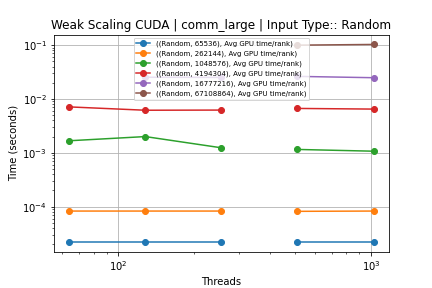 Weak Scaling CUDA | comm_large | Input Type:: Random
((Random, 65536), Avg GPU time/rank)
((Random, 262144), Avg GPU time/rank)
((Random, 1048576), Avg GPU time/rank)
((Random, 4194304), Avg GPU time/rank)
((Random, 16777216), Avg GPU time/rank)
((Random, 67108864), Avg GPU time/rank)
Time (seconds)
10⁻¹
10⁻²
10⁻³
10⁻⁴
10² 10³
Threads